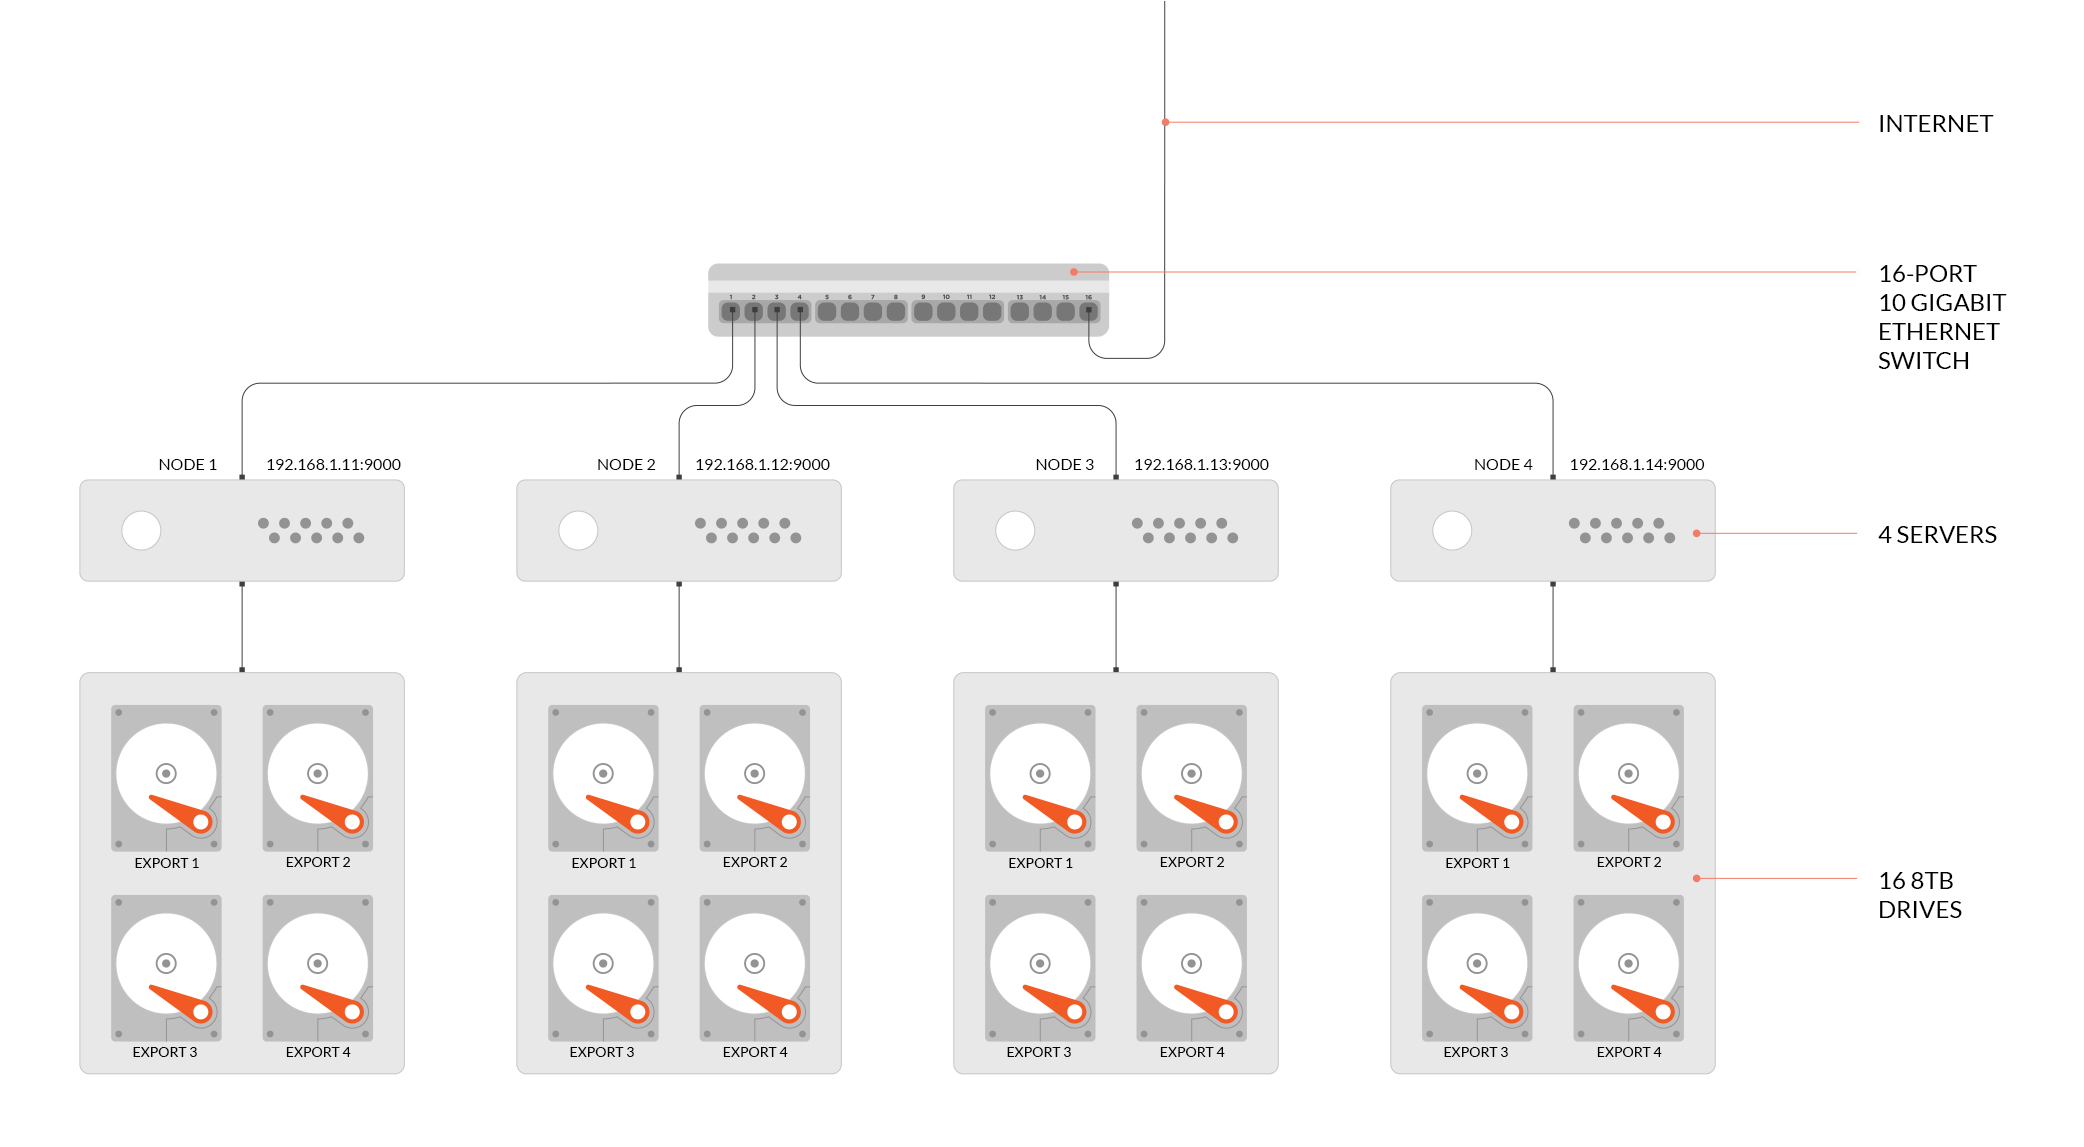 INTERNET
16-PORT
10 GIGABIT
ETHERNET
SWITCH
1 2 3 4 5 6 7 8 9 10 11 12 13 14 15 16
NODE 1 192.168.1.11:9000
NODE 2 192.168.1.12:9000
NODE 3 192.168.1.13:9000
NODE 4 192.168.1.14:9000
4 SERVERS
EXPORT 1 EXPORT 2
EXPORT 3 EXPORT 4
EXPORT 1 EXPORT 2
EXPORT 3 EXPORT 4
EXPORT 1 EXPORT 2
EXPORT 3 EXPORT 4
EXPORT 1 EXPORT 2
EXPORT 3 EXPORT 4
16 8TB
DRIVES